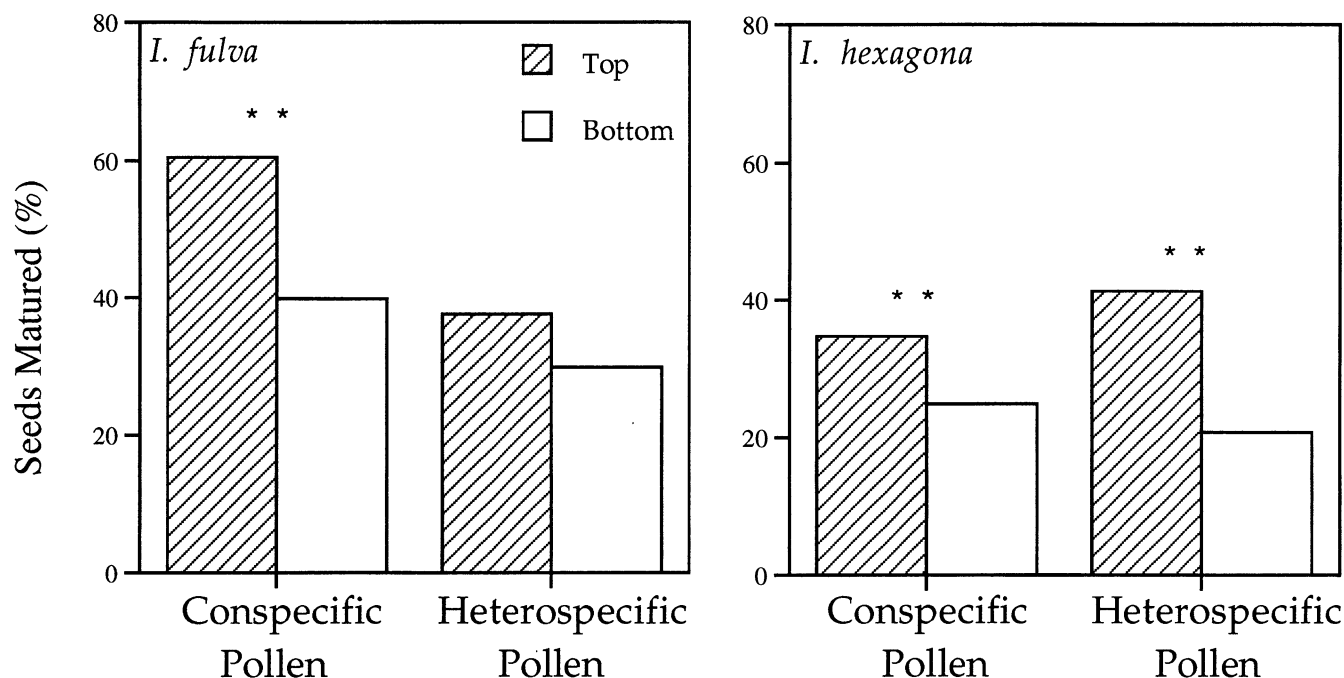 Seeds Matured (%)
80
60
40
20
0
I. fulva
* *
Top
Bottom
Conspecific
Pollen
Heterospecific
Pollen
80
60
40
20
0
I. hexagona
* *
* *
Conspecific
Pollen
Heterospecific
Pollen